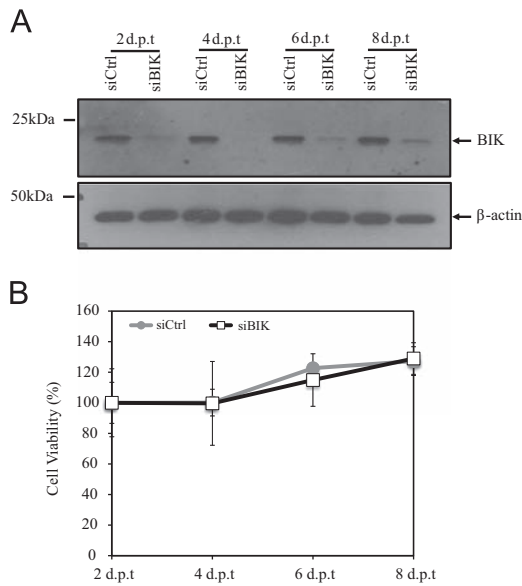 A
2 d.p.t 4 d.p.t 6 d.p.t 8 d.p.t
siCtrl siBIK siCtrl siBIK siCtrl siBIK siCtrl siBIK
25kDa
BIK
50kDa
β-actin
B
160
siCtrl siBIK
140
120
100
80
60
40
20
0
Cell Viability (%)
2 d.p.t 4 d.p.t 6 d.p.t 8 d.p.t